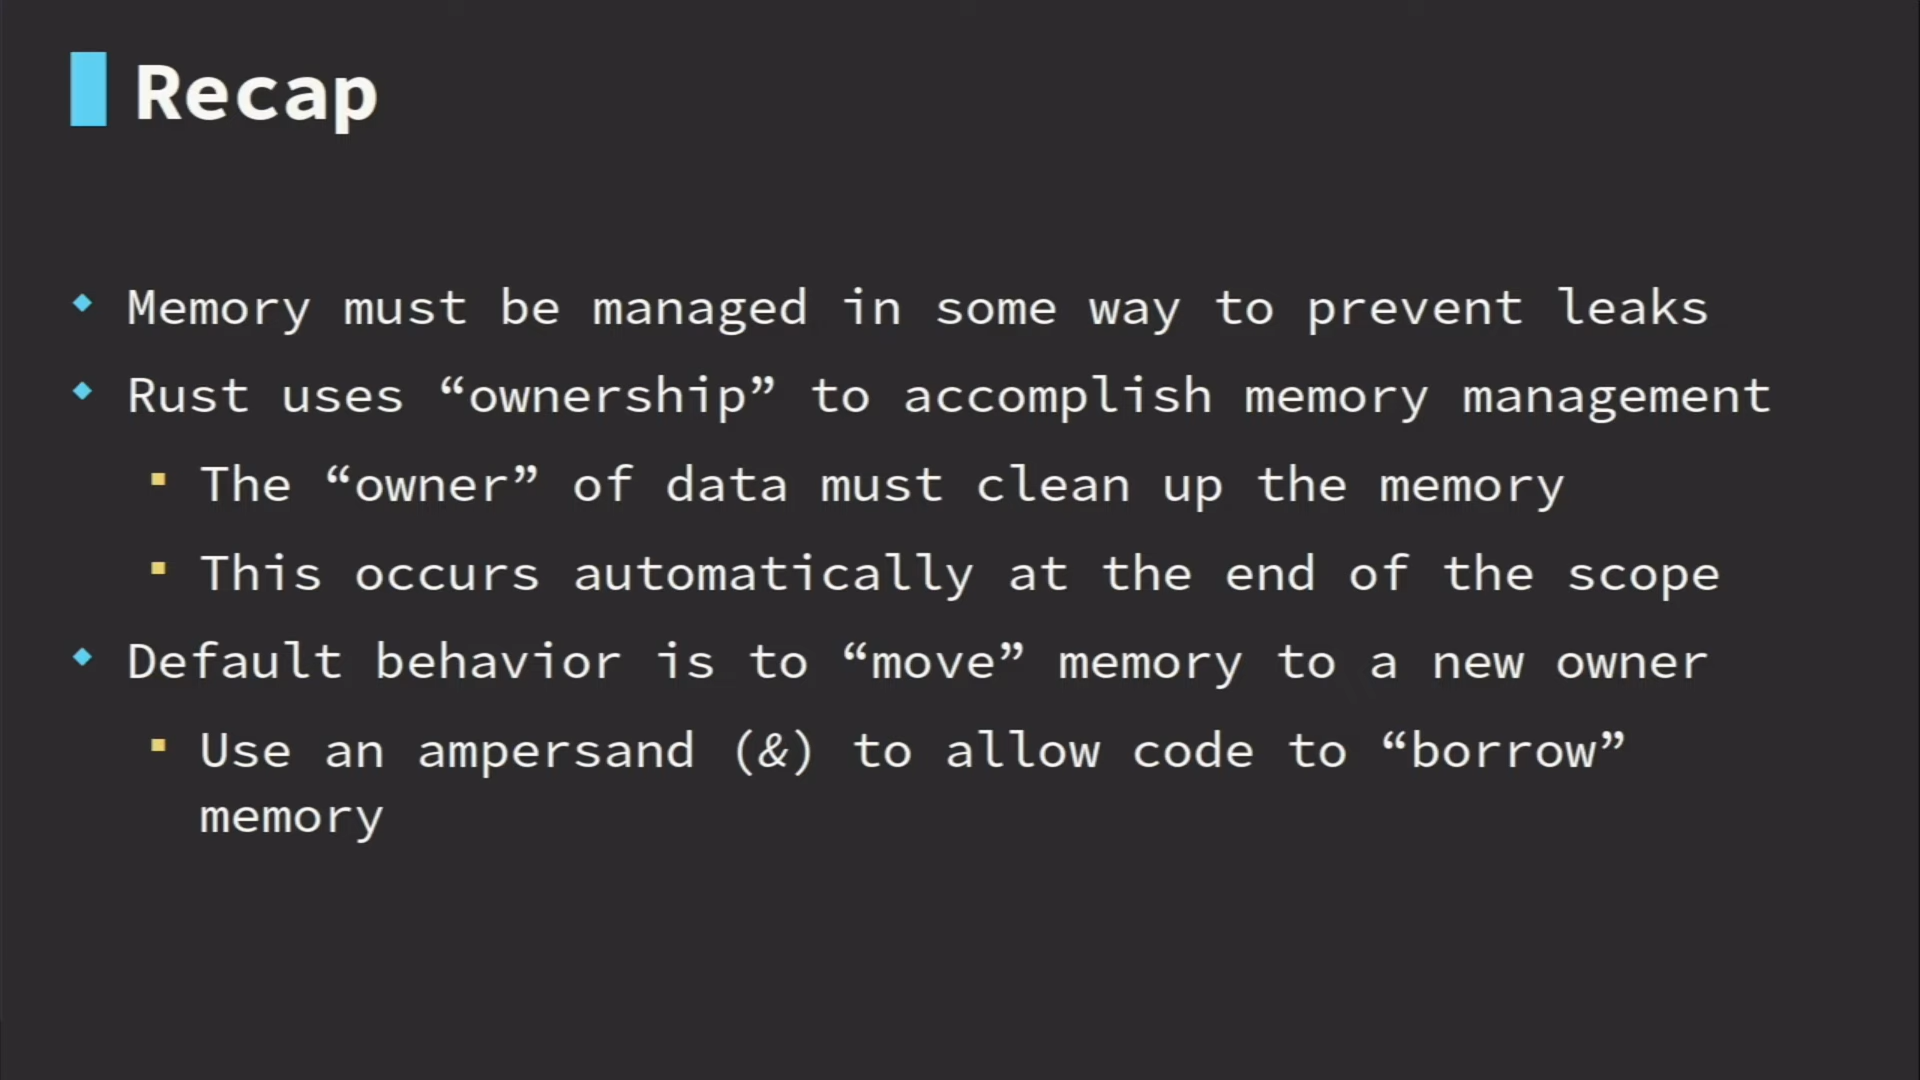 Recap
Memory must be managed in some way to prevent leaks
Rust uses “ownership” to accomplish memory management
The “owner” of data must clean up the memory
This occurs automatically at the end of the scope
Default behavior is to “move” memory to a new owner
Use an ampersand (&) to allow code to “borrow”
memory